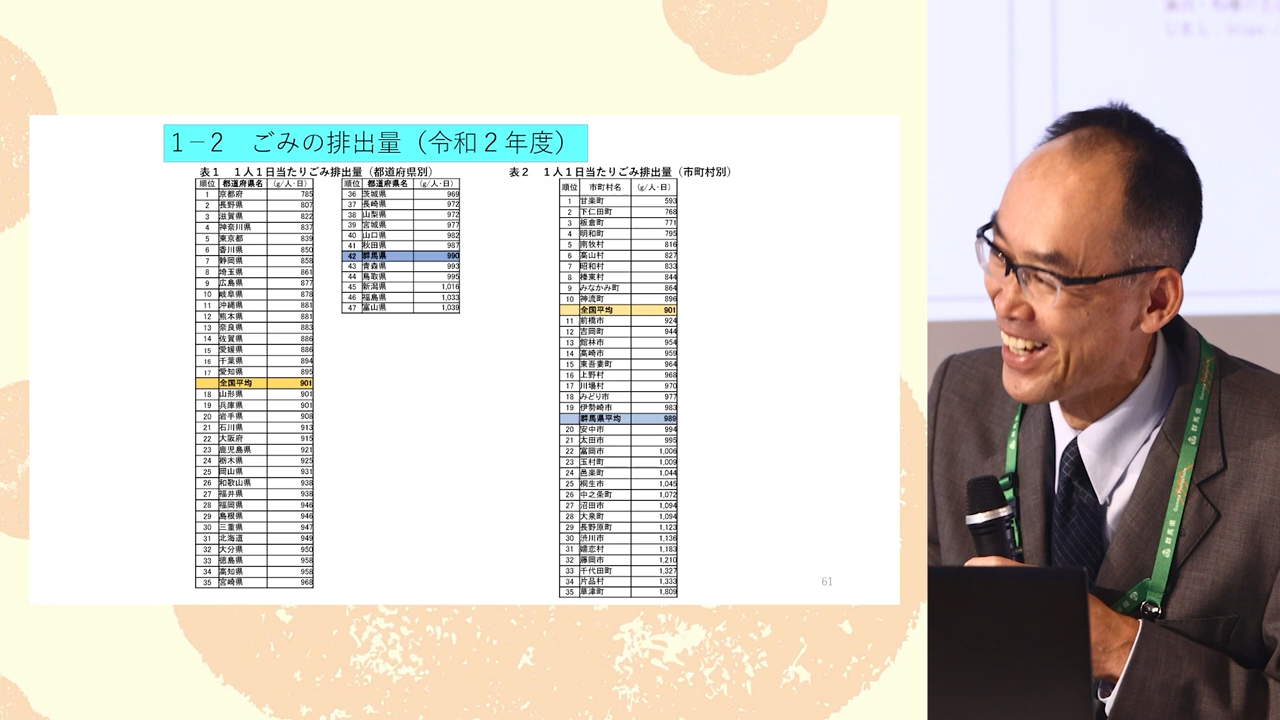 1－2　ごみの排出量（令和２年度）
表１　１人１日当たりごみ排出量（都道府県別）
順位 都道府県名 （g/人・日）
1 京都府 785
2 長野県 807
3 滋賀県 822
4 神奈川県 837
5 東京都 839
6 香川県 850
7 静岡県 858
8 埼玉県 861
9 広島県 877
10 岐阜県 878
11 沖縄県 881
12 熊本県 881
13 奈良県 883
14 佐賀県 886
15 愛媛県 886
16 千葉県 894
17 愛知県 895
全国平均 901
18 山形県 901
19 兵庫県 901
20 岩手県 908
21 石川県 913
22 大阪府 915
23 鹿児島県 921
24 栃木県 925
25 岡山県 931
26 和歌山県 938
27 福井県 938
28 福岡県 946
29 島根県 946
30 三重県 947
31 北海道 949
32 大分県 950
33 徳島県 958
34 高知県 958
35 宮崎県 968
順位 都道府県名 （g/人・日）
36 茨城県 969
37 長崎県 972
38 山梨県 972
39 宮城県 977
40 山口県 982
41 秋田県 987
42 群馬県 990
43 青森県 993
44 鳥取県 995
45 新潟県 1,016
46 福島県 1,033
47 富山県 1,039
表２　１人１日当たりごみ排出量（市町村別）
順位 市町村名 （g/人・日）
1 甘楽町 593
2 下仁田町 768
3 板倉町 771
4 明和町 795
5 南牧村 816
6 高山村 827
7 昭和村 833
8 榛東村 844
9 みなかみ町 864
10 神流町 896
全国平均 901
11 前橋市 924
12 吉岡町 944
13 館林市 954
14 高崎市 959
15 東吾妻町 964
16 上野村 968
17 川場村 970
18 みどり市 977
19 伊勢崎市 983
群馬県平均 989
20 安中市 994
21 太田市 995
22 富岡市 1,006
23 玉村町 1,009
24 邑楽町 1,044
25 桐生市 1,045
26 中之条町 1,072
27 沼田市 1,094
28 大泉町 1,094
29 長野原町 1,123
30 渋川市 1,136
31 嬬恋村 1,183
32 藤岡市 1,210
33 千代田町 1,327
34 片品村 1,333
35 草津町 1,809
61
群馬県
群馬県